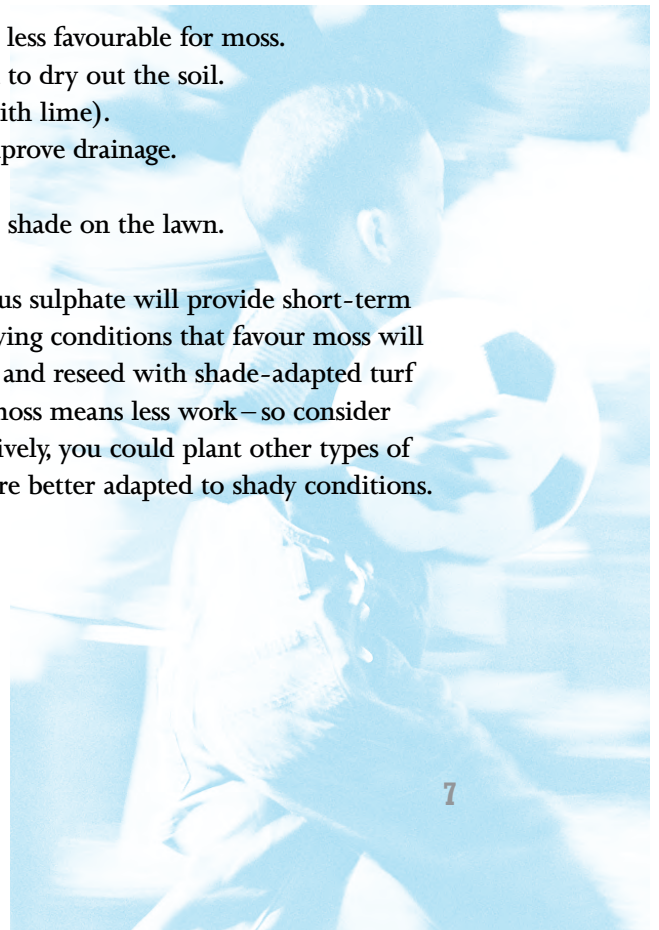 less favourable for moss.
to dry out the soil.
ith lime).
prove drainage.
shade on the lawn.
us sulphate will provide short-term
ying conditions that favour moss will
and reseed with shade-adapted turf
moss means less work – so consider
ively, you could plant other types of
re better adapted to shady conditions.
7